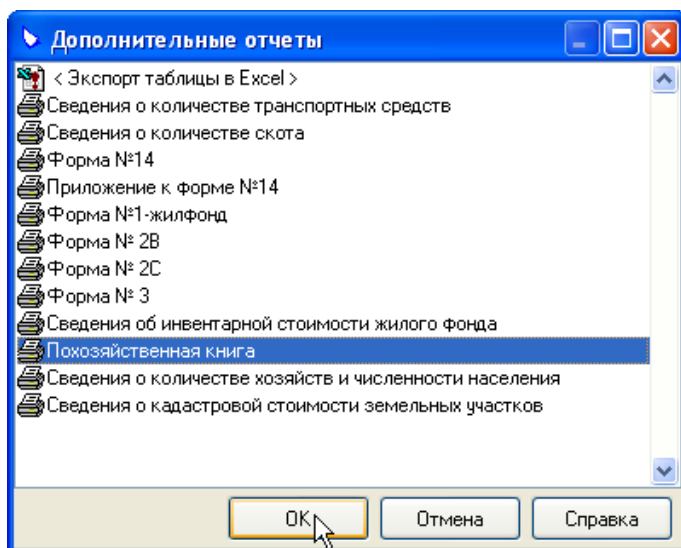 Дополнительные отчеты
< Экспорт таблицы в Excel >
Сведения о количестве транспортных средств
Сведения о количестве скота
Форма №14
Приложение к форме №14
Форма №1-жилфонд
Форма № 2В
Форма № 2С
Форма № 3
Сведения об инвентарной стоимости жилого фонда
Похозяйственная книга
Сведения о количестве хозяйств и численности населения
Сведения о кадастровой стоимости земельных участков
ОК Отмена Справка